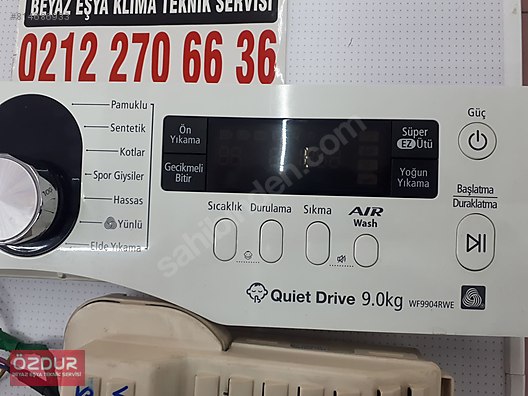 BEYAZ EŞYA KLİMA TEKNİK SERVİSİ
0212 270 66 36
Pamuklu
Sentetik
Kotlar
Spor Giysiler
Hassas
Yünlü
Elde Yıkama
Ön
Yıkama
Gecikmeli
Bitir
Süper
EZ Ütü
Yoğun
Yıkama
Güç
Başlatma
Duraklatma
Sıcaklık
Durulama
Sıkma
AIR
Wash
Quiet Drive 9.0kg
WF9904RWE
sahibinden.com
ÖZDUR
BEYAZ EŞYA TEKNİK SERVİSİ